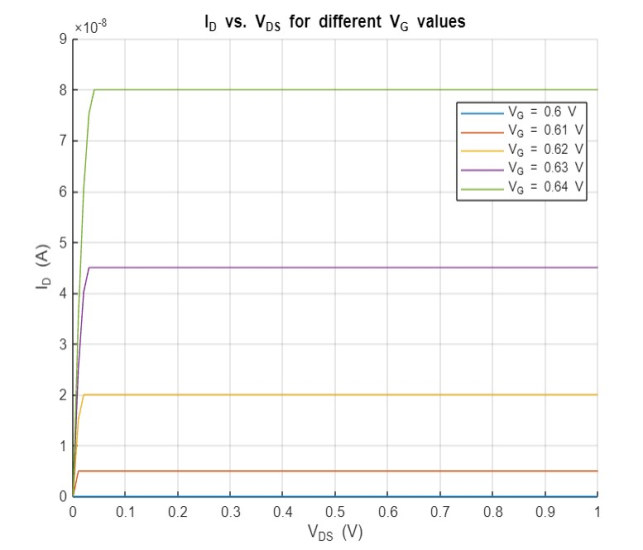 I_D vs. V_DS for different V_G values
×10^-8
9
8
7
6
5
4
3
2
1
0
I_D (A)
V_G = 0.6 V
V_G = 0.61 V
V_G = 0.62 V
V_G = 0.63 V
V_G = 0.64 V
0 0.1 0.2 0.3 0.4 0.5 0.6 0.7 0.8 0.9 1
V_DS (V)